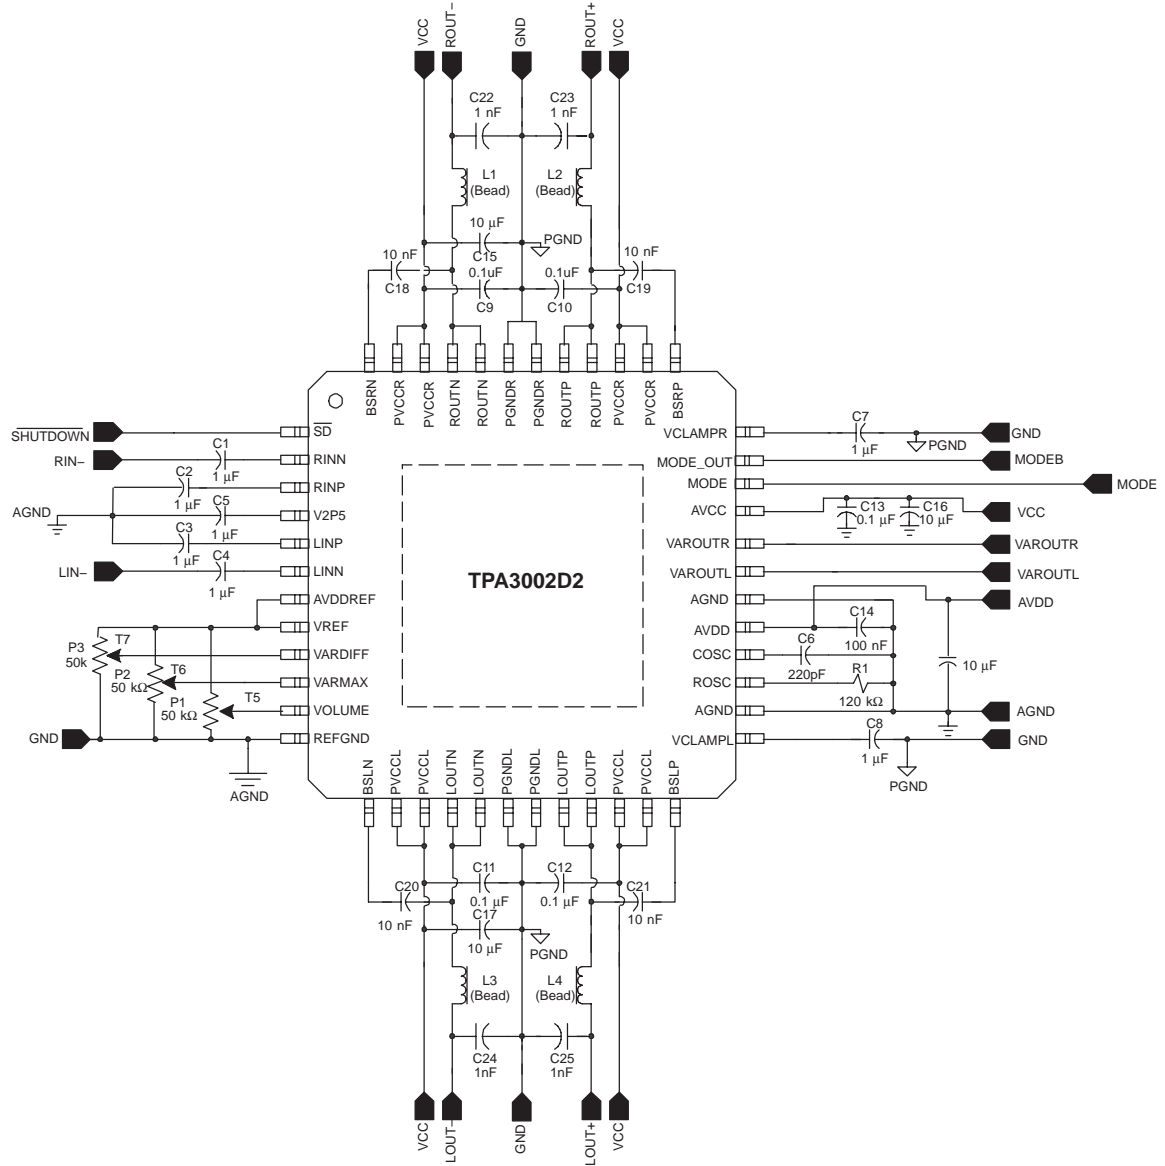 VCC
ROUT−
GND
ROUT+
VCC
C22
1 nF
C23
1 nF
L1
(Bead)
L2
(Bead)
10 µF
C15
PGND
10 nF
C18
0.1uF
C9
0.1uF
C10
10 nF
C19
BSRN
PVCCR
PVCCR
ROUTN
ROUTN
PGNDR
PGNDR
ROUTP
ROUTP
PVCCR
PVCCR
BSRP
SHUTDOWN
SD
RIN−
C1
1 µF
RINN
C2
1 µF
RINP
AGND
C5
1 µF
V2P5
C3
1 µF
LINP
LIN−
C4
1 µF
LINN
AVDDREF
VREF
P3
50k
T7
VARDIFF
P2
50 kΩ
T6
VARMAX
P1
50 kΩ
T5
VOLUME
GND
REFGND
AGND
TPA3002D2
VCLAMPR
C7
1 µF
PGND
GND
MODE_OUT
MODEB
MODE
MODE
AVCC
C13
0.1 µF
C16
10 µF
VCC
VAROUTR
VAROUTR
VAROUTL
VAROUTL
AGND
AVDD
AVDD
C14
100 nF
COSC
C6
220pF
10 µF
ROSC
R1
120 kΩ
AGND
AGND
VCLAMPL
C8
1 µF
GND
PGND
BSLN
PVCCL
PVCCL
LOUTN
LOUTN
PGNDL
PGNDL
LOUTP
LOUTP
PVCCL
PVCCL
BSLP
C20
10 nF
C11
0.1 µF
C12
0.1 µF
C21
10 nF
C17
10 µF
PGND
L3
(Bead)
L4
(Bead)
C24
1nF
C25
1nF
VCC
LOUT−
GND
LOUT+
VCC